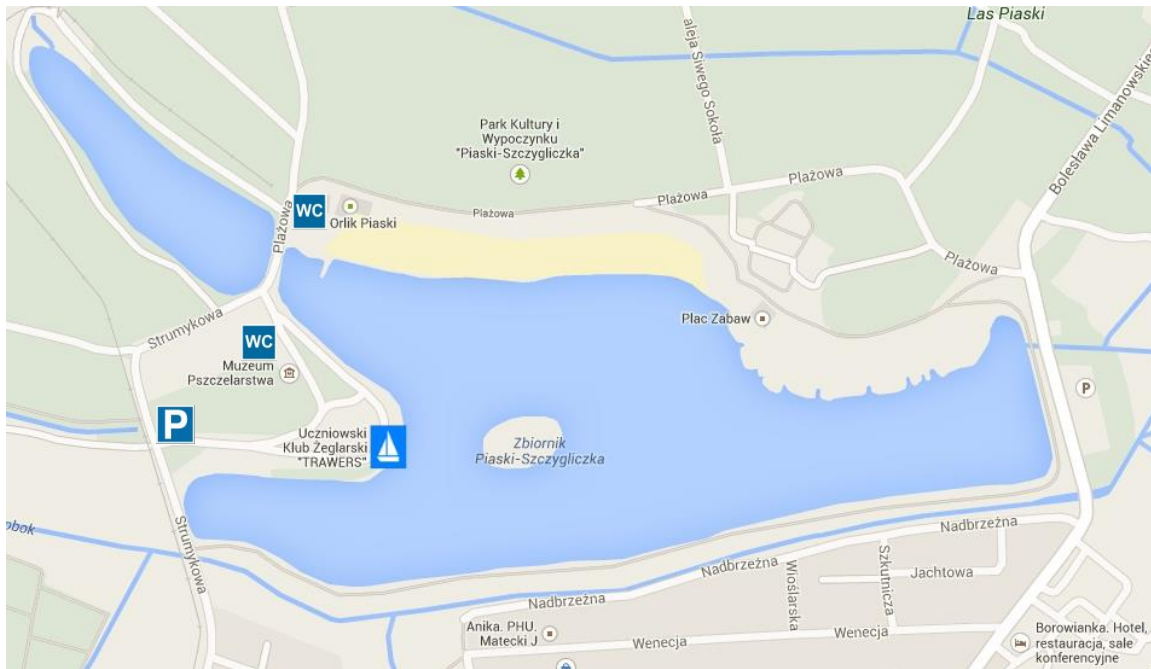 Las Piaski
aleja Siwego Sokoła
Bolesława Limanowskie
Park Kultury i
Wypoczynku
"Piaski-Szczygliczka"
Plażowa
Plażowa
Plażowa
WC
Orlik Piaski
Plażowa
Plażowa
Strumykowa
WC
Muzeum
Pszczelarstwa
Plac Zabaw
P
P
Uczniowski
Klub Żeglarski
"TRAWERS"
Zbiornik
Piaski-Szczygliczka
obok
Strumykowa
Nadbrzeżna
Nadbrzeżna
Nadbrzeżna
Szkutnicza
Wioślarska
Jachtowa
Anika. PHU.
Matecki J
Wenecja
Wenecja
Borowianka. Hotel,
restauracja, sale
konferencyjne